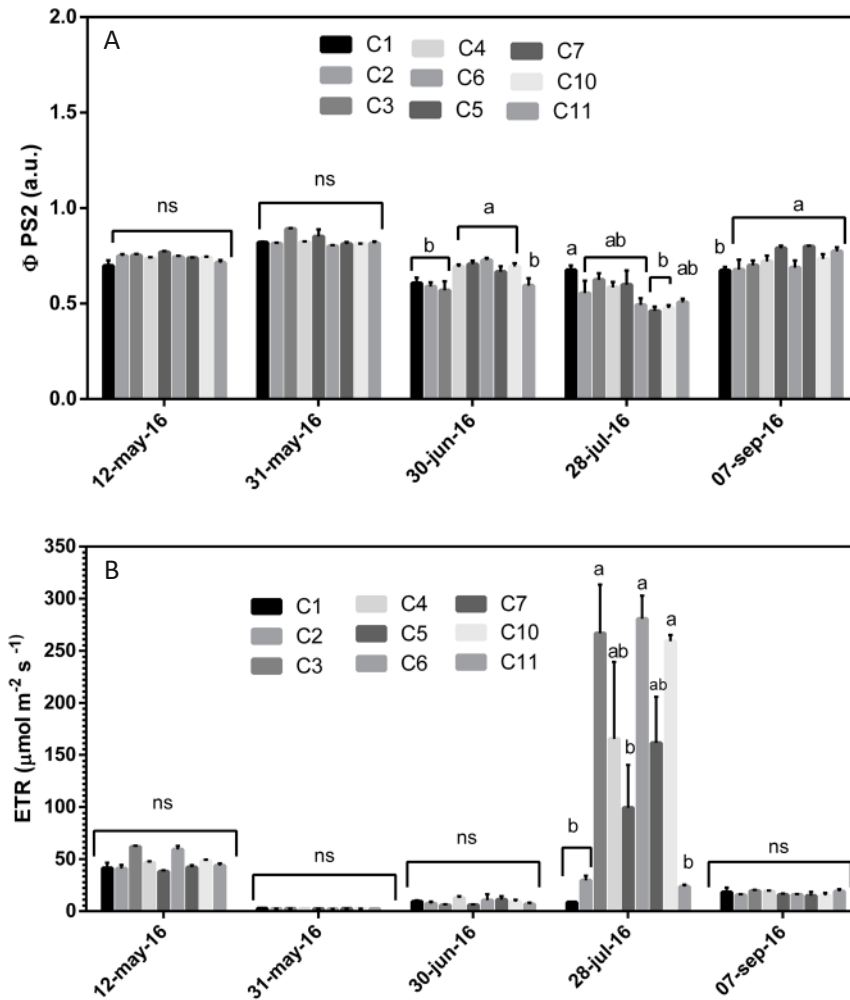 A
2.0
1.5
1.0
0.5
0.0
Φ PS2 (a.u.)
C1 C4 C7
C2 C6 C10
C3 C5 C11
ns
ns
b a b
a ab b ab
b a
12-may-16 31-may-16 30-jun-16 28-jul-16 07-sep-16
B
350
300
250
200
150
100
50
0
ETR (μmol m⁻² s ⁻¹)
C1 C4 C7
C2 C5 C10
C3 C6 C11
ns
ns
ns
b a ab b a ab a b
ns
12-may-16 31-may-16 30-jun-16 28-jul-16 07-sep-16